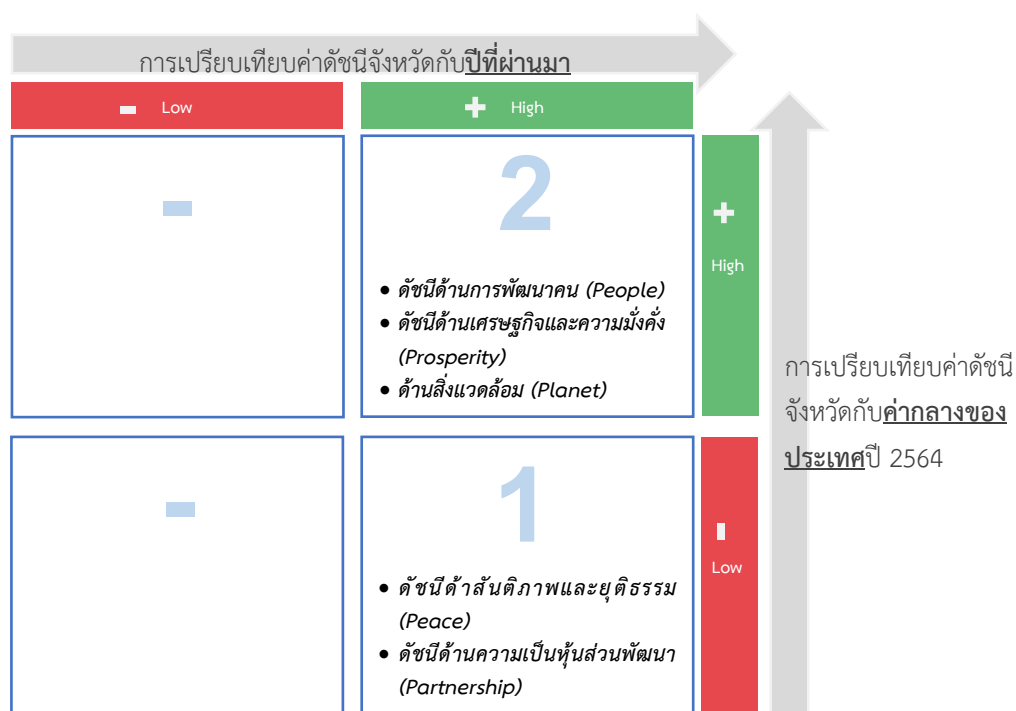 การเปรียบเทียบค่าดัชนีจังหวัดกับปีที่ผ่านมา
- Low
+ High
-
2
• ดัชนีด้านการพัฒนาคน (People)
• ดัชนีด้านเศรษฐกิจและความมั่งคั่ง
(Prosperity)
• ด้านสิ่งแวดล้อม (Planet)
+
High
การเปรียบเทียบค่าดัชนี
จังหวัดกับค่ากลางของ
ประเทศปี 2564
-
1
• ดัชนีด้าสันติภาพและยุติธรรม
(Peace)
• ดัชนีด้านความเป็นหุ้นส่วนพัฒนา
(Partnership)
-
Low